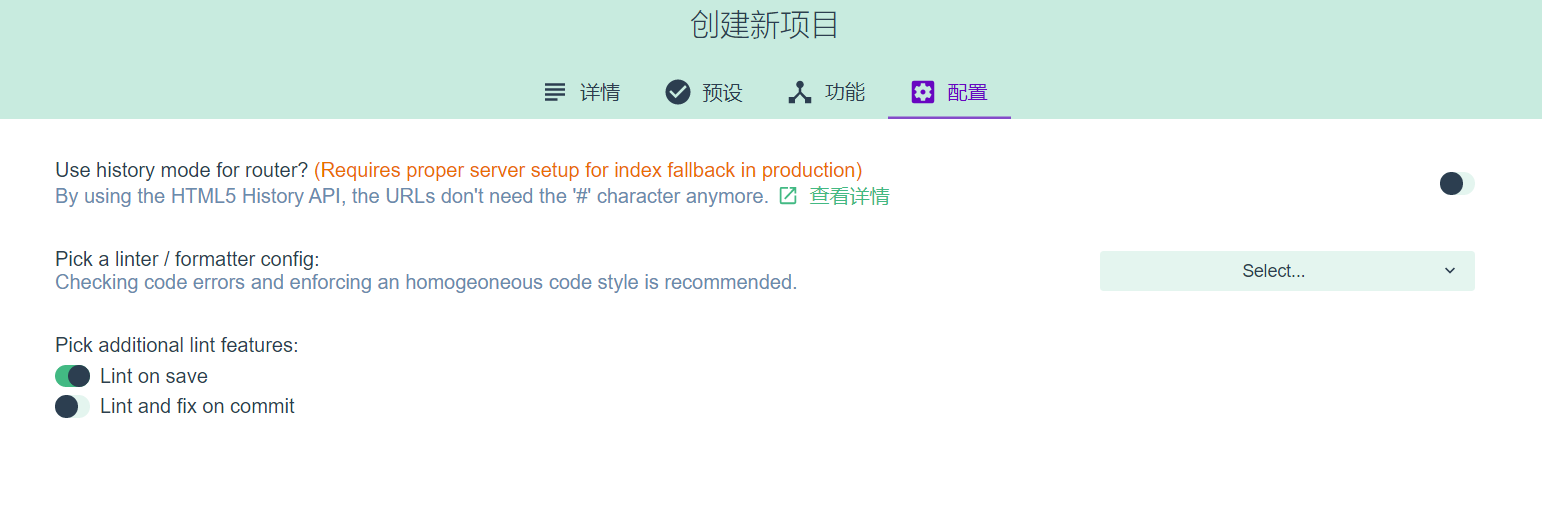 创建新项目
详情 预设 功能 配置
Use history mode for router? (Requires proper server setup for index fallback in production)
By using the HTML5 History API, the URLs don't need the '#' character anymore. 查看详情
Pick a linter / formatter config:
Checking code errors and enforcing an homogeoneous code style is recommended.
Select...
Pick additional lint features:
Lint on save
Lint and fix on commit